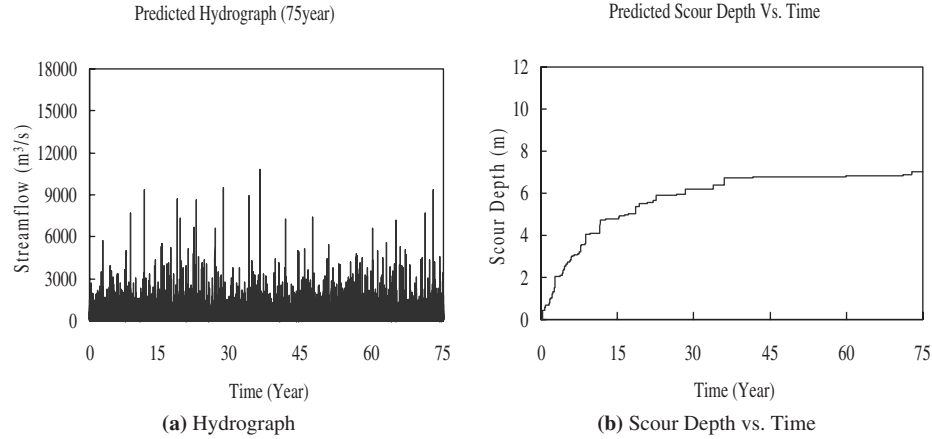 Predicted Hydrograph (75year)
18000
15000
12000
9000
6000
3000
0
Streamflow (m³/s)
0 15 30 45 60 75
Time (Year)
(a) Hydrograph
Predicted Scour Depth Vs. Time
12
10
8
6
4
2
0
Scour Depth (m)
0 15 30 45 60 75
Time (Year)
(b) Scour Depth vs. Time